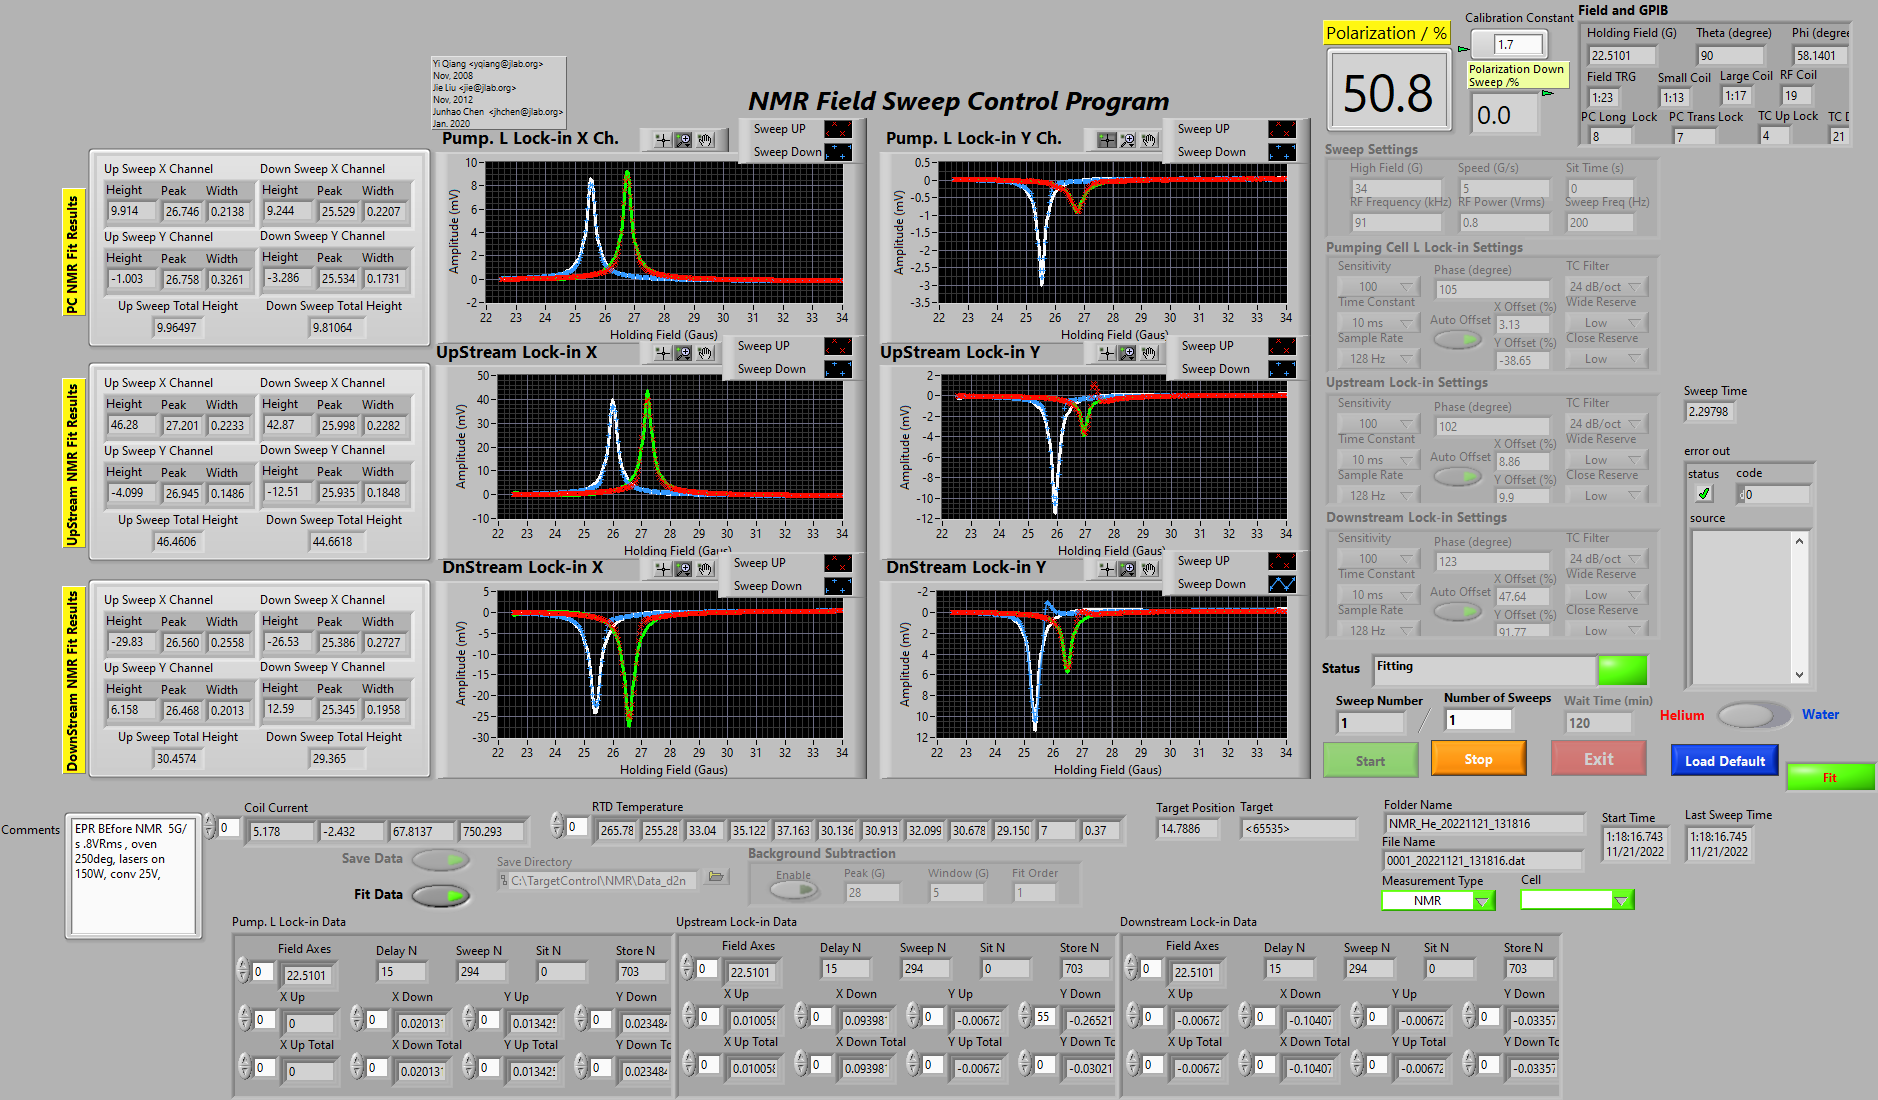 Yi Qiang <yqiang@jlab.org>
Nov, 2008
Jie Liu <jie@jlab.org>
Nov, 2012
Junhao Chen <jhchen@jlab.org>
Jan. 2020
NMR Field Sweep Control Program
Polarization / %
50.8
Calibration Constant
1.7
Polarization Down
Sweep /%
0.0
Field and GPIB
Holding Field (G) Theta (degree) Phi (degree
22.5101 90 58.1401
Field TRG Small Coil Large Coil RF Coil
1:23 1:13 1:17 19
PC Long Lock PC Trans Lock TC Up Lock TC D
8 7 4 21
PC NMR Fit Results
Up Sweep X Channel Down Sweep X Channel
Height Peak Width Height Peak Width
9.914 26.746 0.2138 9.244 25.529 0.2207
Up Sweep Y Channel Down Sweep Y Channel
Height Peak Width Height Peak Width
-1.003 26.758 0.3261 -3.286 25.534 0.1731
Up Sweep Total Height Down Sweep Total Height
9.96497 9.81064
UpStream NMR Fit Results
Up Sweep X Channel Down Sweep X Channel
Height Peak Width Height Peak Width
46.28 27.201 0.2233 42.87 25.998 0.2282
Up Sweep Y Channel Down Sweep Y Channel
Height Peak Width Height Peak Width
-4.099 26.945 0.1486 -12.51 25.935 0.1848
Up Sweep Total Height Down Sweep Total Height
46.4606 44.6618
DownStream NMR Fit Results
Up Sweep X Channel Down Sweep X Channel
Height Peak Width Height Peak Width
-29.83 26.560 0.2558 -26.53 25.386 0.2727
Up Sweep Y Channel Down Sweep Y Channel
Height Peak Width Height Peak Width
6.158 26.468 0.2013 12.59 25.345 0.1958
Up Sweep Total Height Down Sweep Total Height
30.4574 29.365
Pump. L Lock-in X Ch.
Sweep UP
Sweep Down
Amplitude (mV)
10
8
6
4
2
0
-2
22 23 24 25 26 27 28 29 30 31 32 33 34
Holding Field (Gaus)
Pump. L Lock-in Y Ch.
Sweep UP
Sweep Down
Amplitude (mV)
0.5
0
-0.5
-1
-1.5
-2
-2.5
-3
-3.5
22 23 24 25 26 27 28 29 30 31 32 33 34
Holding Field (Gaus)
UpStream Lock-in X
Sweep UP
Sweep Down
Amplitude (mV)
50
40
30
20
10
0
-10
22 23 24 25 26 27 28 29 30 31 32 33 34
Holding Field (Gaus)
UpStream Lock-in Y
Sweep UP
Sweep Down
Amplitude (mV)
2
0
-2
-4
-6
-8
-10
-12
22 23 24 25 26 27 28 29 30 31 32 33 34
Holding Field (Gaus)
DnStream Lock-in X
Sweep UP
Sweep Down
Amplitude (mV)
5
0
-5
-10
-15
-20
-25
-30
22 23 24 25 26 27 28 29 30 31 32 33 34
Holding Field (Gaus)
DnStream Lock-in Y
Sweep UP
Sweep Down
Amplitude (mV)
-2
0
2
4
6
8
10
12
22 23 24 25 26 27 28 29 30 31 32 33 34
Holding Field (Gaus)
Sweep Settings
High Field (G) Speed (G/s) Sit Time (s)
34 5 0
RF Frequency (kHz) RF Power (Vrms) Sweep Freq (Hz)
91 0.8 200
Pumping Cell L Lock-in Settings
Sensitivity Phase (degree) TC Filter
100 105 24 dB/oct
Time Constant X Offset (%) Wide Reserve
10 ms Auto Offset 3.13 Low
Sample Rate Y Offset (%) Close Reserve
128 Hz -38.65 Low
Upstream Lock-in Settings
Sensitivity Phase (degree) TC Filter
100 102 24 dB/oct
Time Constant X Offset (%) Wide Reserve
10 ms Auto Offset 8.86 Low
Sample Rate Y Offset (%) Close Reserve
128 Hz 9.9 Low
Downstream Lock-in Settings
Sensitivity Phase (degree) TC Filter
100 123 24 dB/oct
Time Constant X Offset (%) Wide Reserve
10 ms Auto Offset 47.64 Low
Sample Rate Y Offset (%) Close Reserve
128 Hz 91.77 Low
Sweep Time
2.29798
error out
status code
0
source
Status Fitting
Sweep Number Number of Sweeps Wait Time (min)
1 / 1 120
Helium Water
Start Stop Exit Load Default
Fit
Comments
EPR BEfore NMR 5G/
s .8VRms , oven
250deg, lasers on
150W, conv 25V,
Coil Current
0 5.178 -2.432 67.8137 750.293
RTD Temperature
0 265.78 255.28 33.04 35.122 37.163 30.136 30.913 32.099 30.678 29.150 7 0.37
Target Position Target
14.7886 <65535>
Save Data
Fit Data
Save Directory
C:\TargetControl\NMR\Data_d2n
Background Subtraction
Enable Peak (G) Window (G) Fit Order
28 5 1
Folder Name
NMR_He_20221121_131816
File Name
0001_20221121_131816.dat
Measurement Type Cell
NMR
Start Time
1:18:16.743
11/21/2022
Last Sweep Time
1:18:16.745
11/21/2022
Pump. L Lock-in Data
Field Axes Delay N Sweep N Sit N Store N
0 22.5101 15 294 0 703
X Up X Down Y Up Y Down
0 0 0 0.02013 0 0.01342 0 0.023484
X Up Total X Down Total Y Up Total Y Down To
0 0 0 0.02013 0 0.01342 0 0.023484
Upstream Lock-in Data
Field Axes Delay N Sweep N Sit N Store N
0 22.5101 15 294 0 703
X Up X Down Y Up Y Down
0 0.010058 0 0.09398 0 -0.00672 55 -0.26521
X Up Total X Down Total Y Up Total Y Down Tc
0 0.010058 0 0.09398 0 -0.00672 0 -0.03021
Downstream Lock-in Data
Field Axes Delay N Sweep N Sit N Store N
0 22.5101 15 294 0 703
X Up X Down Y Up Y Down
0 -0.00672 0 -0.10407 0 -0.00672 0 -0.03357
X Up Total X Down Total Y Up Total Y Down Tc
0 -0.00672 0 -0.10407 0 -0.00672 0 -0.03357